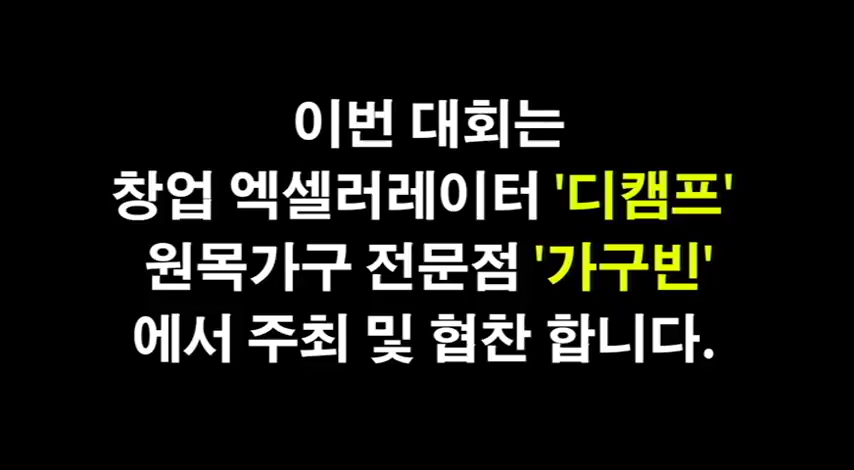 이번 대회는
창업 엑셀러레이터 '디캠프'
원목가구 전문점 '가구빈'
에서 주최 및 협찬 합니다.